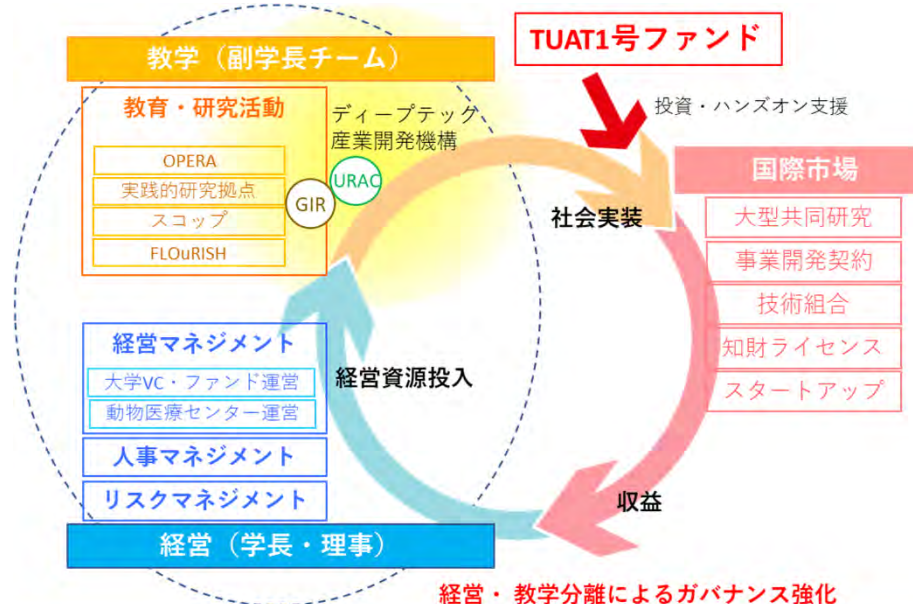 TUAT1号ファンド
教学（副学長チーム）
投資・ハンズオン支援
教育・研究活動
OPERA
実践的研究拠点
スコップ
FLOuRISH
ディープテック
産業開発機構
GIR
URAC
社会実装
国際市場
大型共同研究
事業開発契約
技術組合
知財ライセンス
スタートアップ
経営マネジメント
大学VC・ファンド運営
動物医療センター運営
人事マネジメント
リスクマネジメント
経営資源投入
収益
経営（学長・理事）
経営・ 教学分離によるガバナンス強化